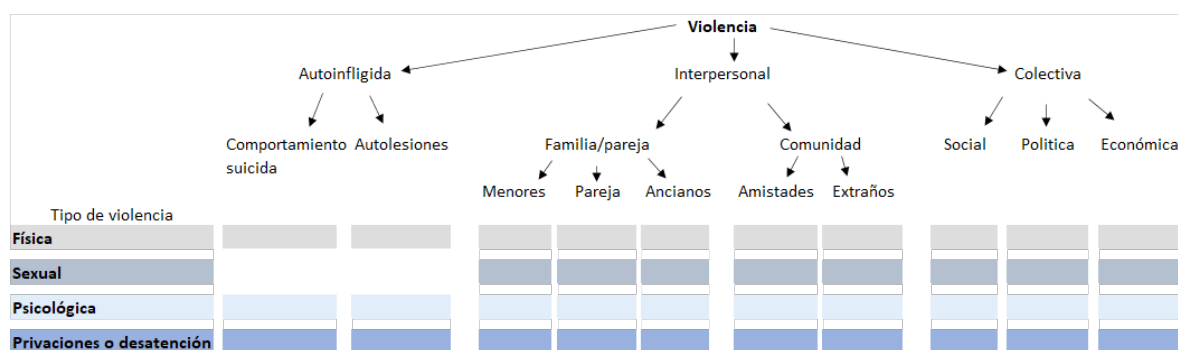 Violencia
Autoinfligida Interpersonal Colectiva
Comportamiento Autolesiones Familia/pareja Comunidad Social Politica Económica
suicida
Menores Pareja Ancianos Amistades Extraños
Tipo de violencia
Física
Sexual
Psicológica
Privaciones o desatención